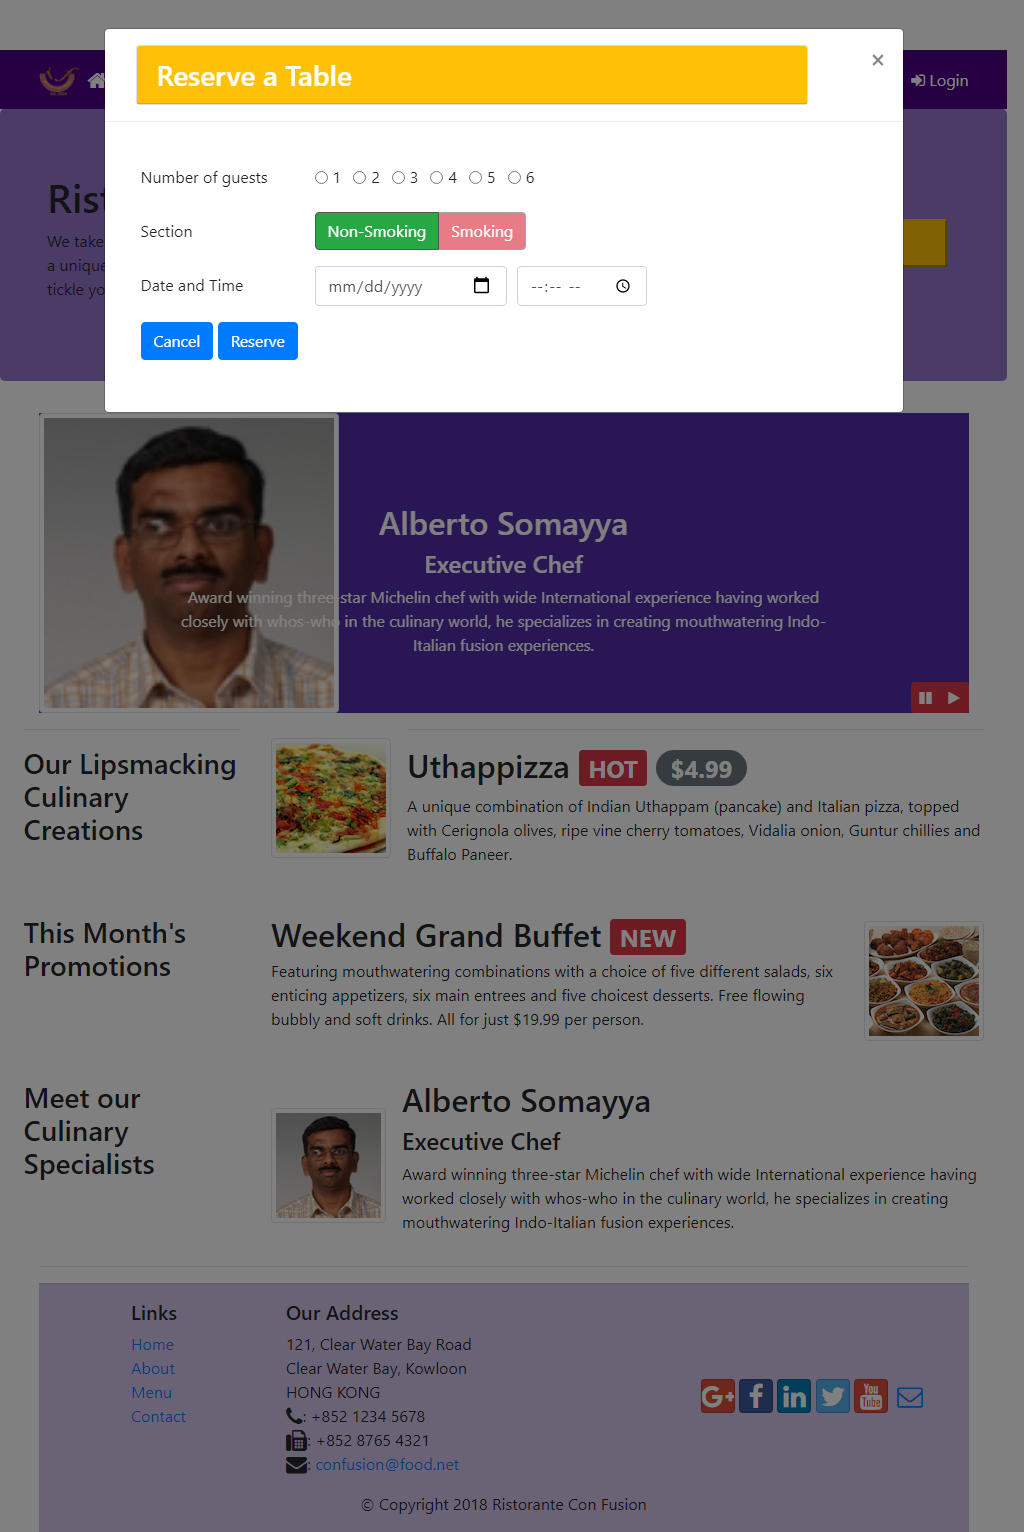 Reserve a Table
×
Login
Number of guests
1 2 3 4 5 6
Section
Non-Smoking Smoking
Date and Time
mm/dd/yyyy --:-- --
Cancel Reserve
We take
a unique
Alberto Somayya
Executive Chef
Award winning three-star Michelin chef with wide International experience having worked
closely with whos-who in the culinary world, he specializes in creating mouthwatering Indo-
Italian fusion experiences.
Our Lipsmacking
Culinary
Creations
Uthappizza HOT $4.99
A unique combination of Indian Uthappam (pancake) and Italian pizza, topped
with Cerignola olives, ripe vine cherry tomatoes, Vidalia onion, Guntur chillies and
Buffalo Paneer.
This Month's
Promotions
Weekend Grand Buffet NEW
Featuring mouthwatering combinations with a choice of five different salads, six
enticing appetizers, six main entrees and five choicest desserts. Free flowing
bubbly and soft drinks. All for just $19.99 per person.
Meet our
Culinary
Specialists
Alberto Somayya
Executive Chef
Award winning three-star Michelin chef with wide International experience having
worked closely with whos-who in the culinary world, he specializes in creating
mouthwatering Indo-Italian fusion experiences.
Links
Home
About
Menu
Contact
Our Address
121, Clear Water Bay Road
Clear Water Bay, Kowloon
HONG KONG
: +852 1234 5678
: +852 8765 4321
: confusion@food.net
G+ f in You Tube
© Copyright 2018 Ristorante Con Fusion